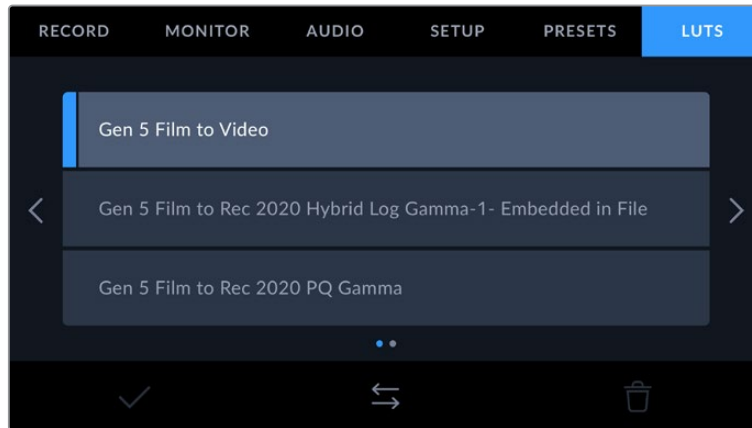 RECORD MONITOR AUDIO SETUP PRESETS LUTS
Gen 5 Film to Video
Gen 5 Film to Rec 2020 Hybrid Log Gamma-1- Embedded in File
Gen 5 Film to Rec 2020 PQ Gamma